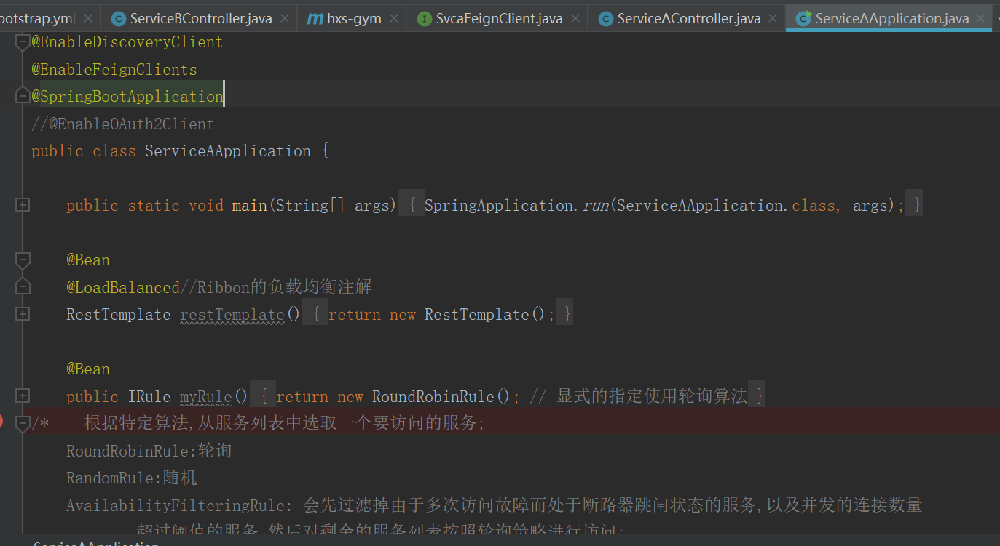 ootstrap.yml ServiceBController.java hxs-gym SvcaFeignClient.java ServiceAController.java ServiceAApplication.java
@EnableDiscoveryClient
@EnableFeignClients
@SpringBootApplication
//@EnableOAuth2Client
public class ServiceAApplication {
public static void main(String[] args) { SpringApplication.run(ServiceAApplication.class, args); }
@Bean
@LoadBalanced//Ribbon的负载均衡注解
RestTemplate restTemplate() { return new RestTemplate(); }
@Bean
public IRule myRule() { return new RoundRobinRule(); // 显式的指定使用轮询算法 }
/* 根据特定算法,从服务列表中选取一个要访问的服务;
RoundRobinRule:轮询
RandomRule:随机
AvailabilityFilteringRule: 会先过滤掉由于多次访问故障而处于断路器跳闸状态的服务,以及并发的连接数量
超过阈值的服务,然后对剩余的服务列表按照轮询策略进行访问;
ServiceAApplication